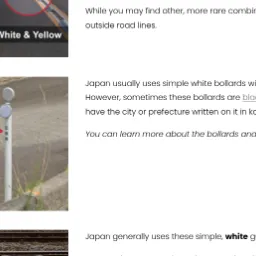 While you may find other, more rare combin
outside road lines.
White & Yellow
Japan usually uses simple white bollards wi
However, sometimes these bollards are blac
have the city or prefecture written on it in ka
You can learn more about the bollards and
Japan generally uses these simple, white g